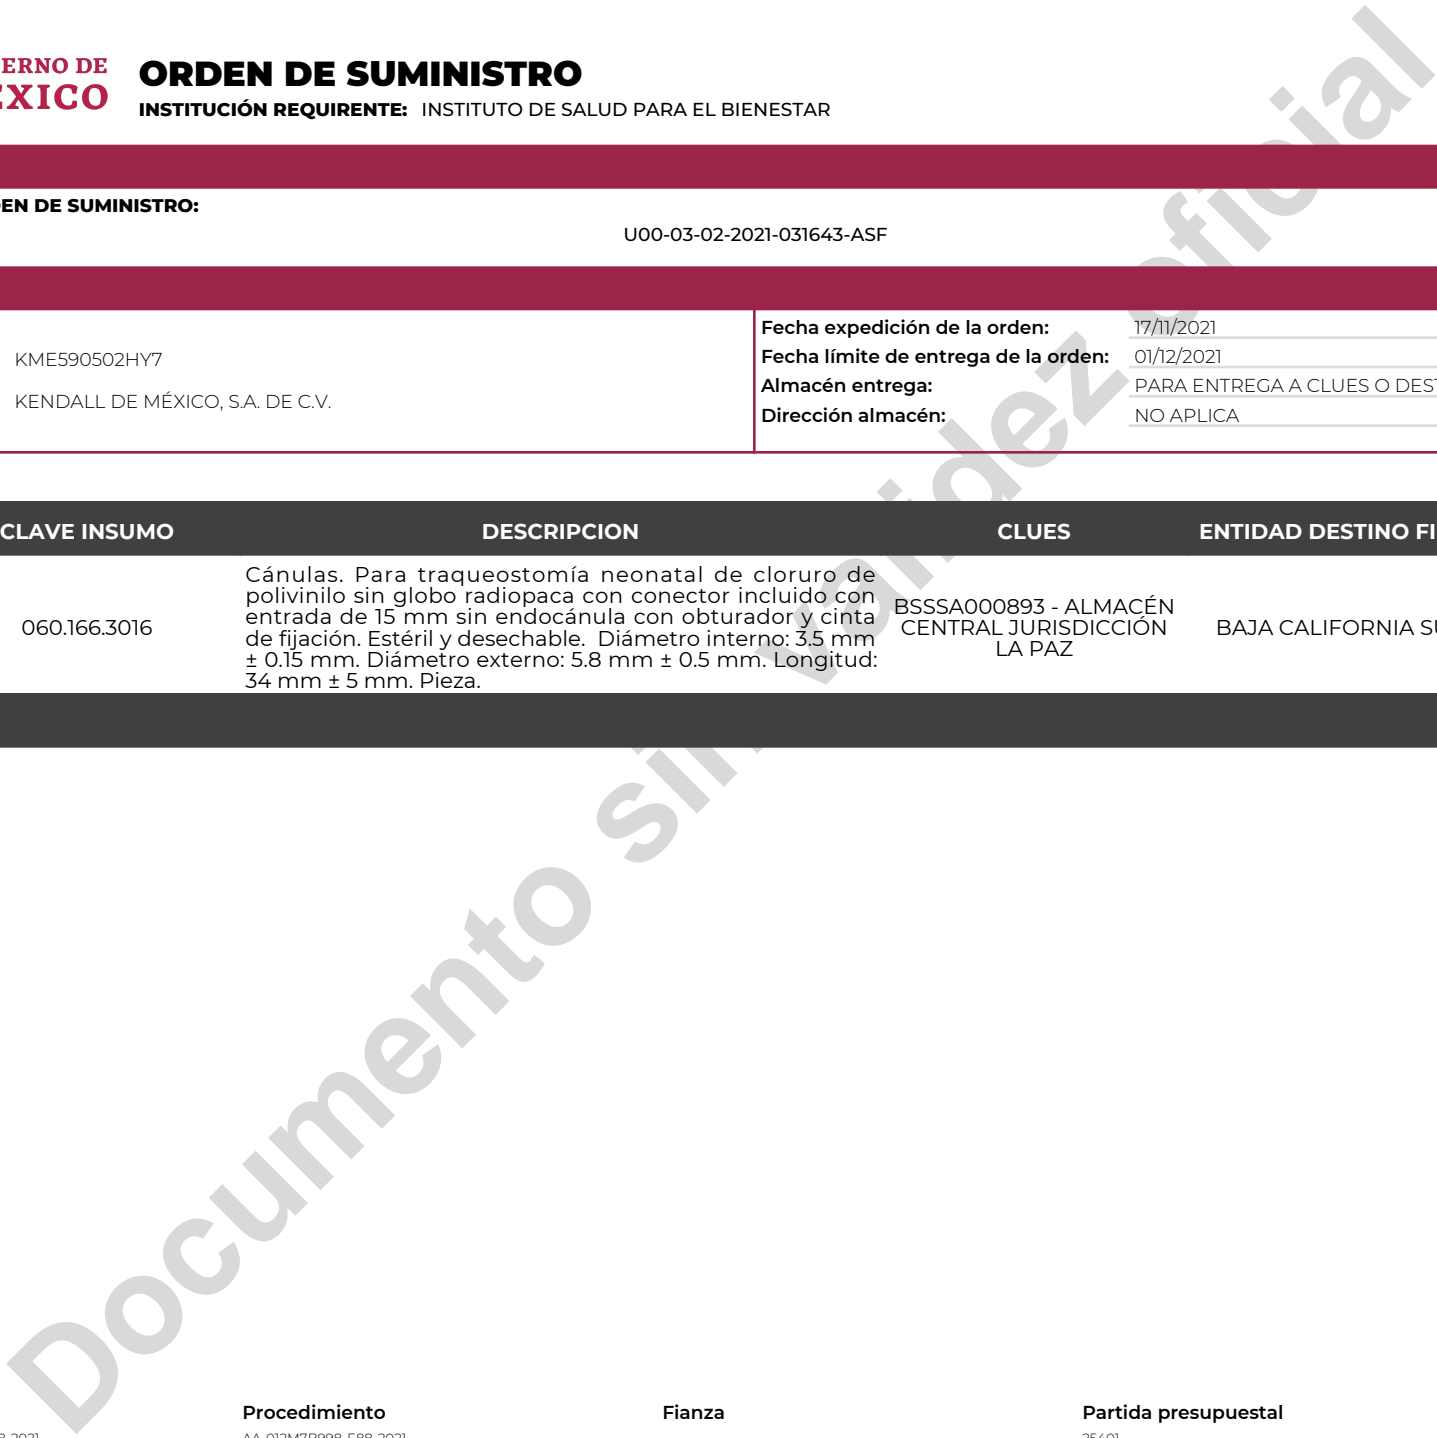 ERNO DE
ÉXICO
ORDEN DE SUMINISTRO
INSTITUCIÓN REQUIRENTE: INSTITUTO DE SALUD PARA EL BIENESTAR
EN DE SUMINISTRO:
U00-03-02-2021-031643-ASF
KME590502HY7
KENDALL DE MÉXICO, S.A. DE C.V.
Fecha expedición de la orden: 17/11/2021
Fecha límite de entrega de la orden: 01/12/2021
Almacén entrega: PARA ENTREGA A CLUES O DEST
Dirección almacén: NO APLICA
CLAVE INSUMO DESCRIPCION CLUES ENTIDAD DESTINO FI
060.166.3016
Cánulas. Para traqueostomía neonatal de cloruro de
polivinilo sin globo radiopaca con conector incluido con
entrada de 15 mm sin endocánula con obturador y cinta
de fijación. Estéril y desechable. Diámetro interno: 3.5 mm
± 0.15 mm. Diámetro externo: 5.8 mm ± 0.5 mm. Longitud:
34 mm ± 5 mm. Pieza.
BSSSA000893 - ALMACÉN
CENTRAL JURISDICCIÓN
LA PAZ
BAJA CALIFORNIA SU
Documento sin validez oficial
Procedimiento Fianza Partida presupuestal